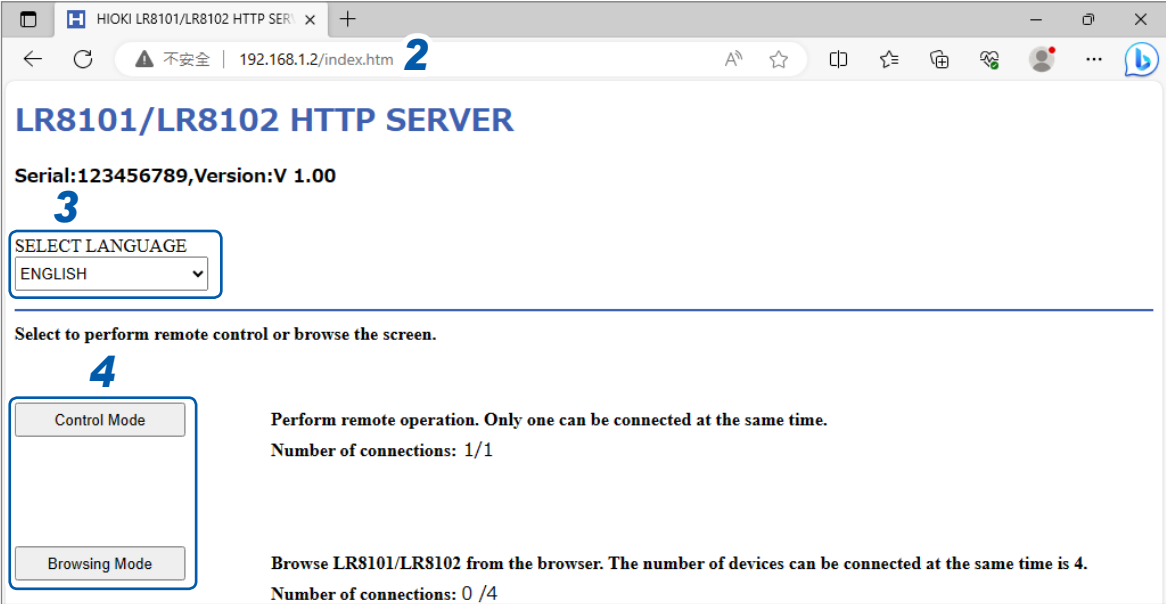 HIOKI LR8101/LR8102 HTTP SER
不安全 | 192.168.1.2/index.htm 2
LR8101/LR8102 HTTP SERVER
Serial:123456789,Version:V 1.00
3
SELECT LANGUAGE
ENGLISH
Select to perform remote control or browse the screen.
4
Control Mode
Perform remote operation. Only one can be connected at the same time.
Number of connections: 1/1
Browsing Mode
Browse LR8101/LR8102 from the browser. The number of devices can be connected at the same time is 4.
Number of connections: 0 /4